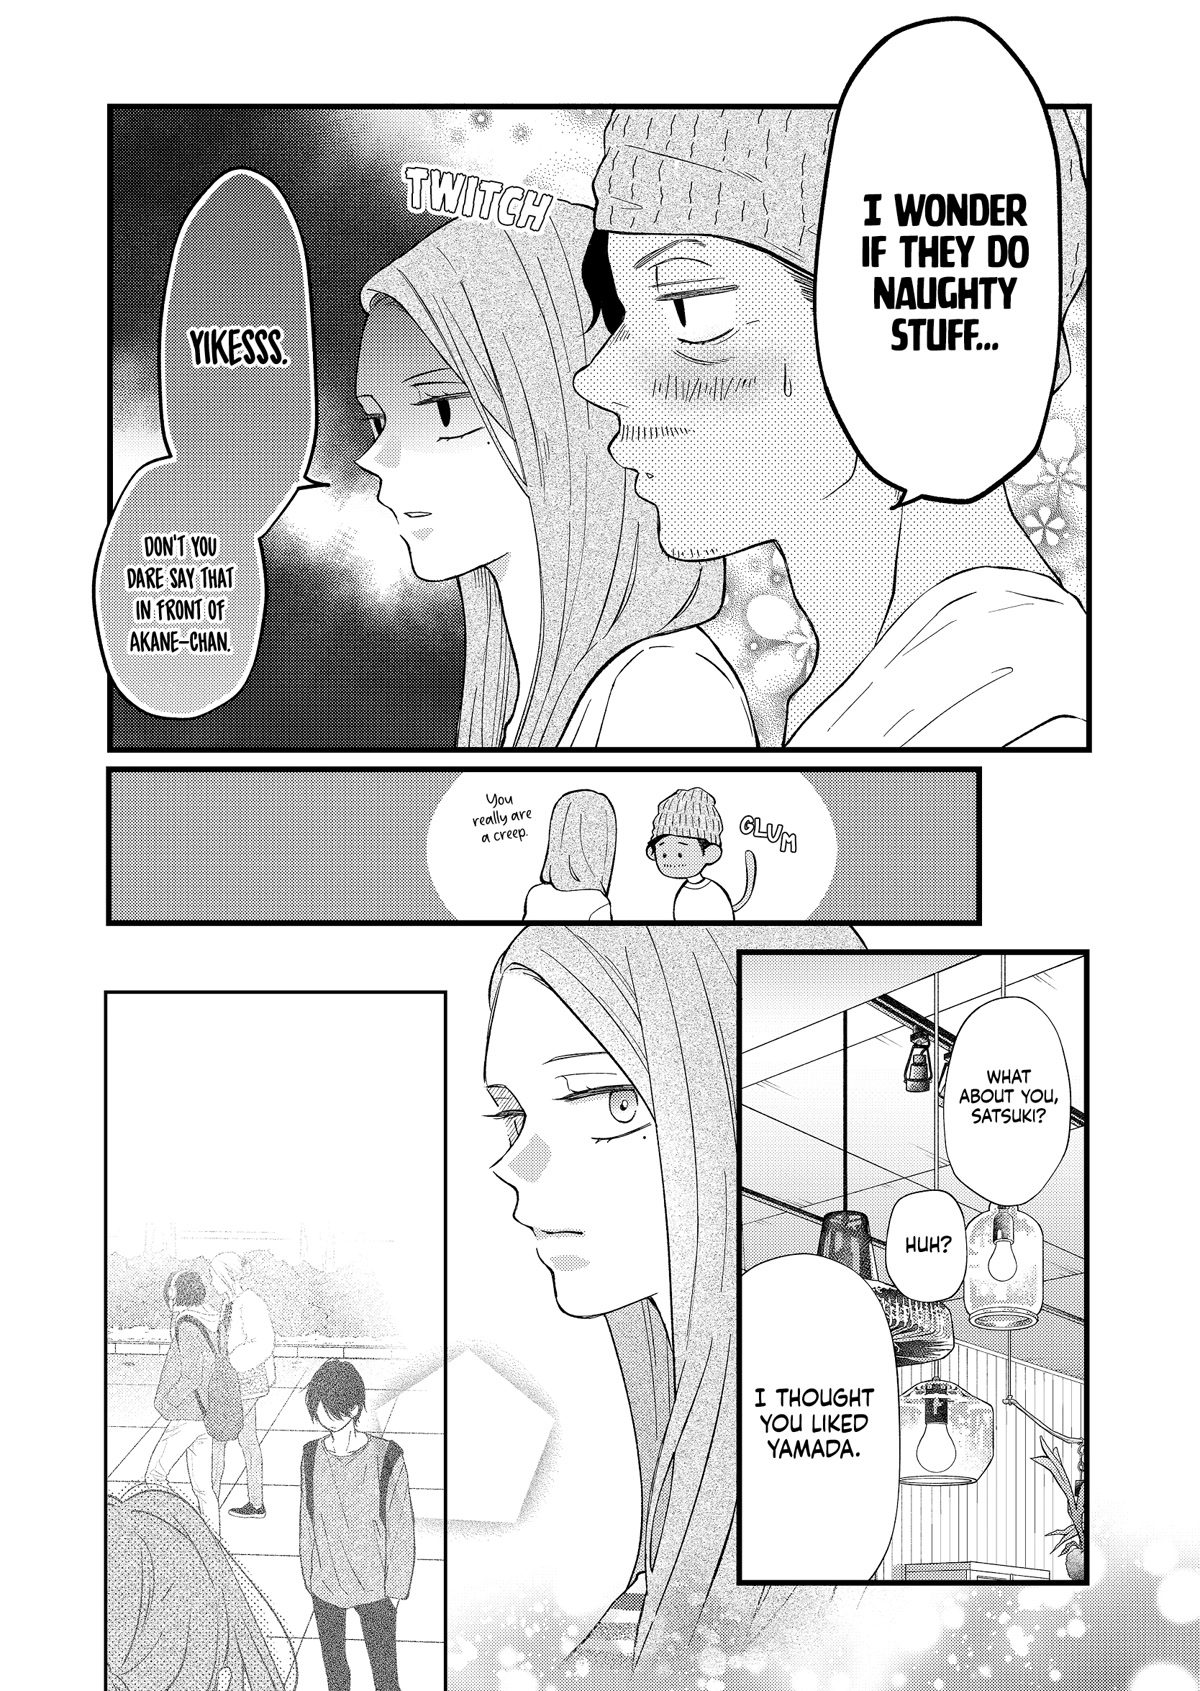 I WONDER
IF THEY DO
NAUGHTY
STUFF...
TWITCH
YIKESSS.
DON'T YOU
DARE SAY THAT
IN FRONT OF
AKANE-CHAN.
GLUM
You
really are
a creep.
WHAT
ABOUT YOU,
SATSUKI?
HUH?
I THOUGHT
YOU LIKED
YAMADA.